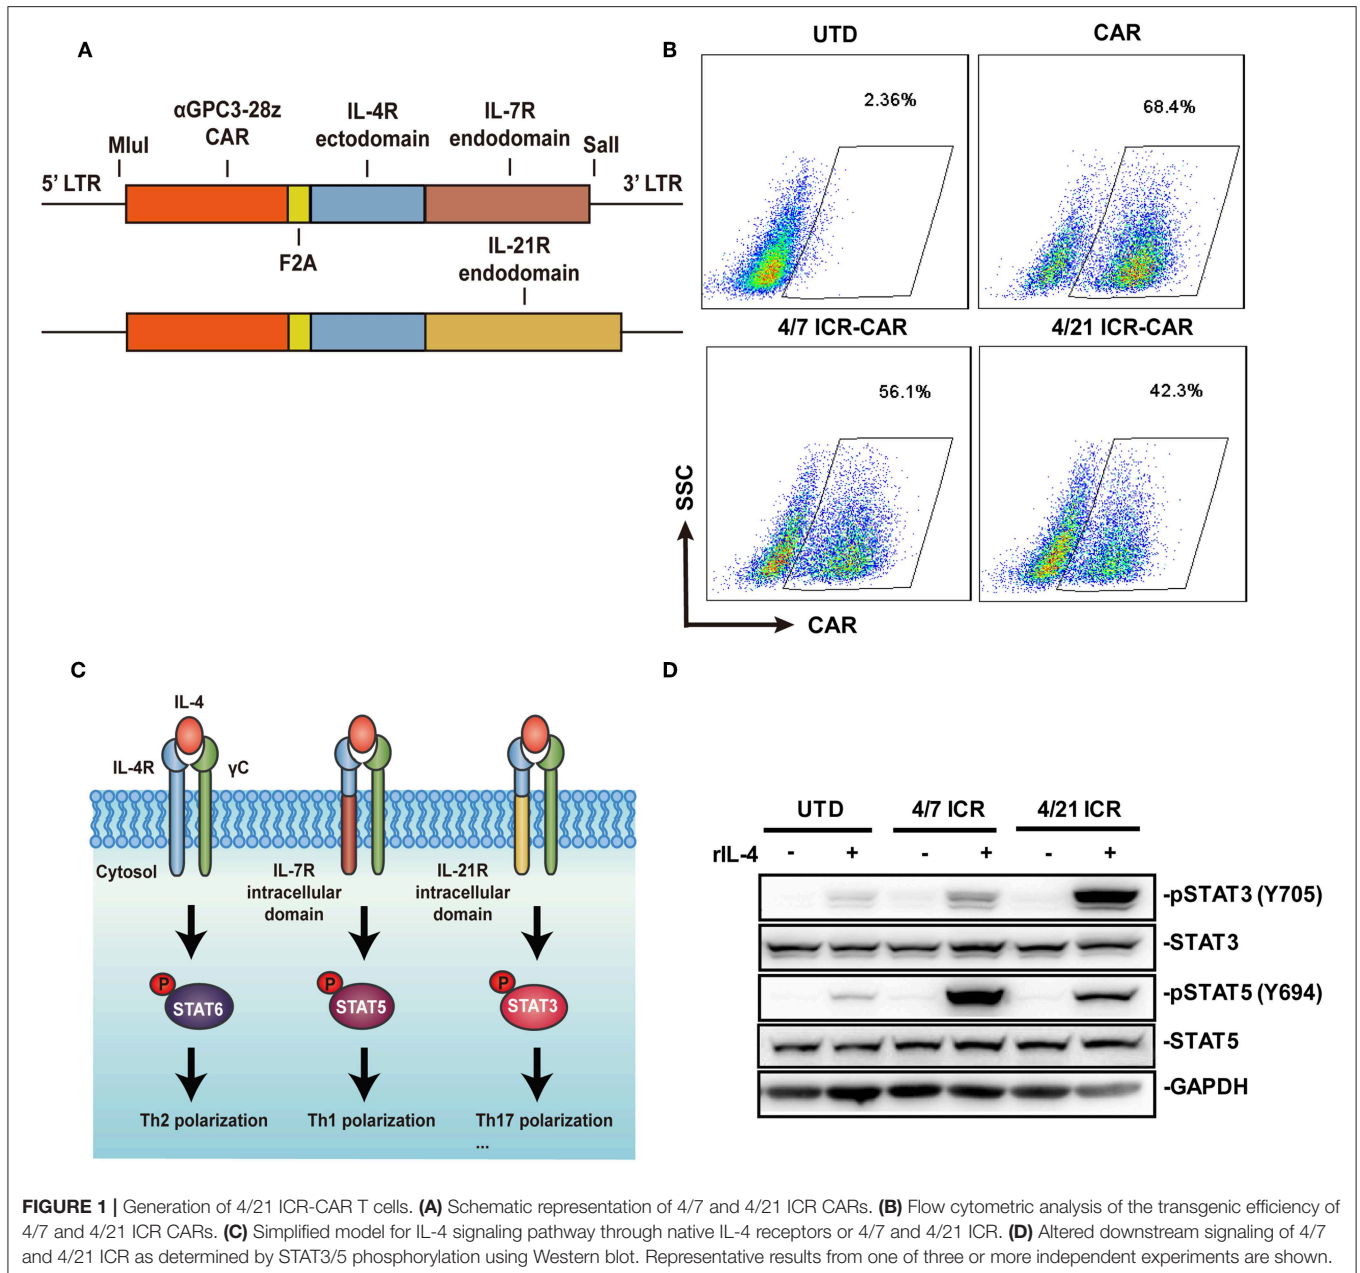 A
αGPC3-28z
CAR
IL-4R
ectodomain
IL-7R
endodomain
MluI
SalI
5' LTR
3' LTR
F2A
IL-21R
endodomain
B
UTD
CAR
2.36%
68.4%
4/7 ICR-CAR
4/21 ICR-CAR
56.1%
42.3%
SSC
CAR
C
IL-4
IL-4R
γC
Cytosol
IL-7R
intracellular
domain
IL-21R
intracellular
domain
P
STAT6
P
STAT5
P
STAT3
Th2 polarization
Th1 polarization
Th17 polarization
...
D
UTD
4/7 ICR
4/21 ICR
rIL-4 - + - + - +
-pSTAT3 (Y705)
-STAT3
-pSTAT5 (Y694)
-STAT5
-GAPDH
FIGURE 1 | Generation of 4/21 ICR-CAR T cells. (A) Schematic representation of 4/7 and 4/21 ICR CARs. (B) Flow cytometric analysis of the transgenic efficiency of
4/7 and 4/21 ICR CARs. (C) Simplified model for IL-4 signaling pathway through native IL-4 receptors or 4/7 and 4/21 ICR. (D) Altered downstream signaling of 4/7
and 4/21 ICR as determined by STAT3/5 phosphorylation using Western blot. Representative results from one of three or more independent experiments are shown.